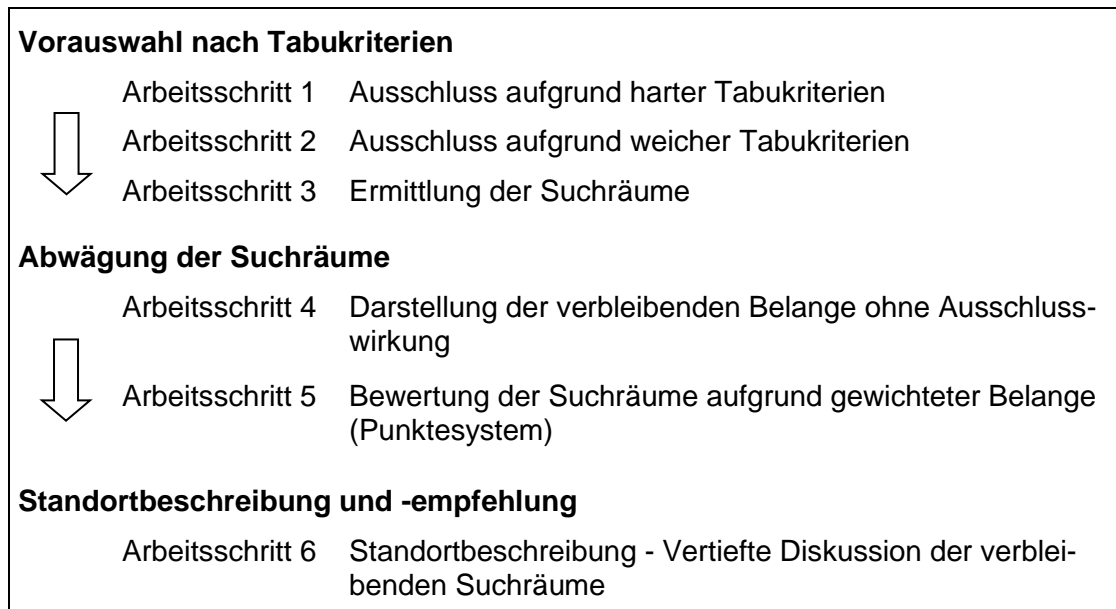 Vorauswahl nach Tabukriterien
Arbeitsschritt 1 Ausschluss aufgrund harter Tabukriterien
Arbeitsschritt 2 Ausschluss aufgrund weicher Tabukriterien
Arbeitsschritt 3 Ermittlung der Suchräume
Abwägung der Suchräume
Arbeitsschritt 4 Darstellung der verbleibenden Belange ohne Ausschluss-
wirkung
Arbeitsschritt 5 Bewertung der Suchräume aufgrund gewichteter Belange
(Punktesystem)
Standortbeschreibung und -empfehlung
Arbeitsschritt 6 Standortbeschreibung - Vertiefte Diskussion der verblei-
benden Suchräume